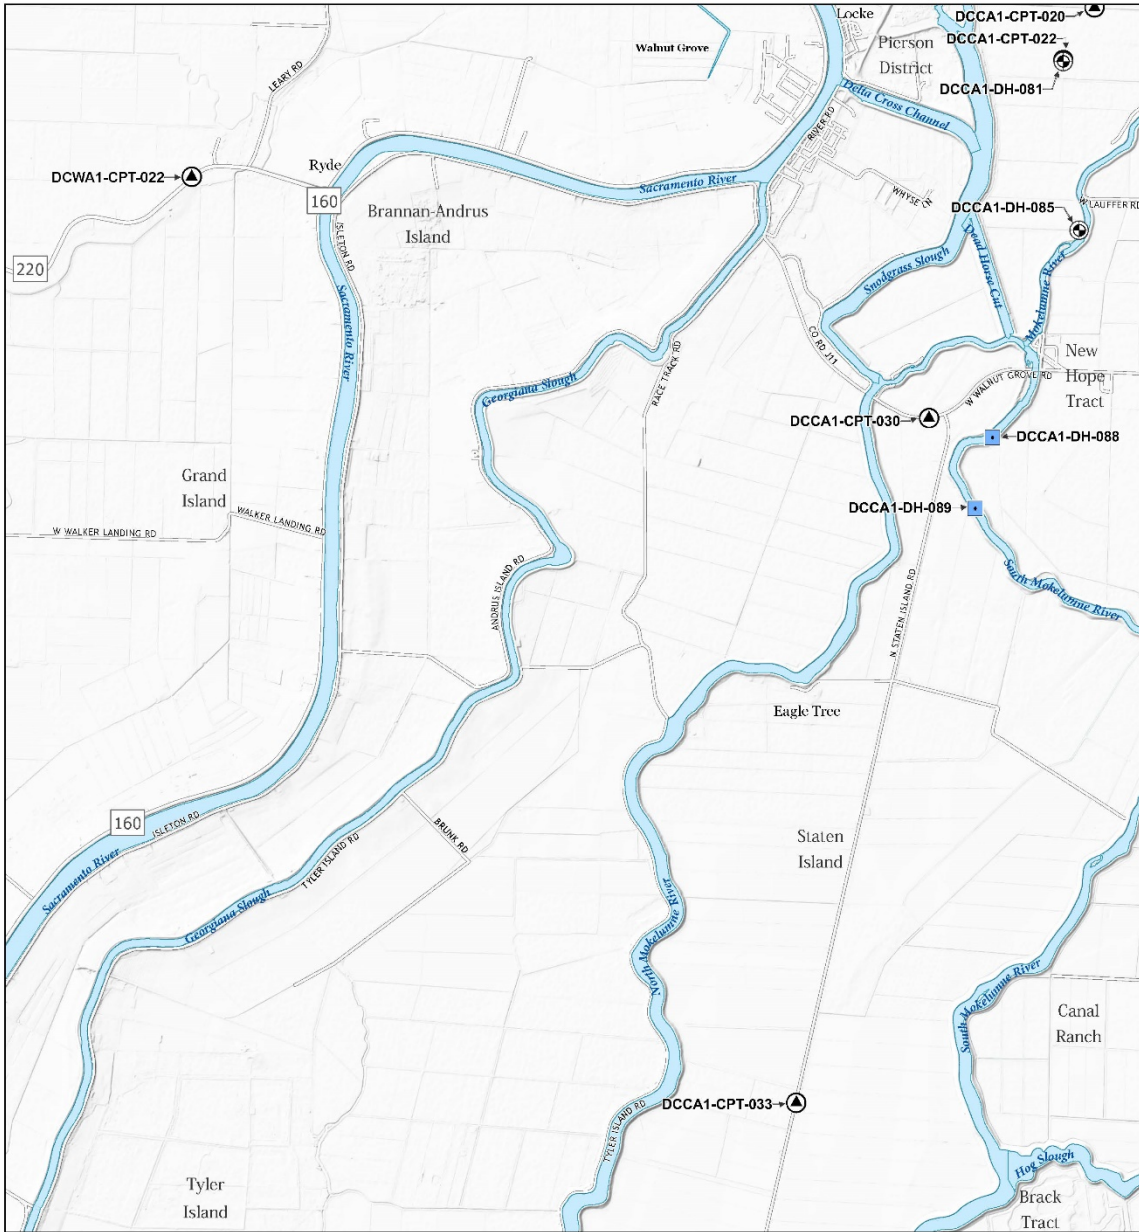 Locke
DCCA1-CPT-020
Walnut Grove
Pierson
District
DCCA1-CPT-022
DCCA1-DH-081
LEARY RD
Delta Cross Channel
RIVER RD
Ryde
DCWA1-CPT-022
Sacramento River
160
WHYSE LN
W LAUFFER RD
DCCA1-DH-085
Brannan-Andrus
Island
ISLETON RD
220
Snodgrass Slough
Dead Horse Cut
Mokelumne River
Sacramento River
CO RD J11
RACE TRACK RD
New
Hope
Tract
W WALNUT GROVE RD
Georgiana Slough
DCCA1-CPT-030
DCCA1-DH-088
Grand
Island
DCCA1-DH-089
WALKER LANDING RD
W WALKER LANDING RD
ANDRUS ISLAND RD
South Mokelumne River
N STATEN ISLAND RD
Eagle Tree
160
ISLETON RD
BRUNK RD
Staten
Island
TYLER ISLAND RD
Sacramento River
Georgiana Slough
North Mokelumne River
South Mokelumne River
Canal
Ranch
DCCA1-CPT-033
TYLER ISLAND RD
Hog Slough
Tyler
Island
Brack
Tract